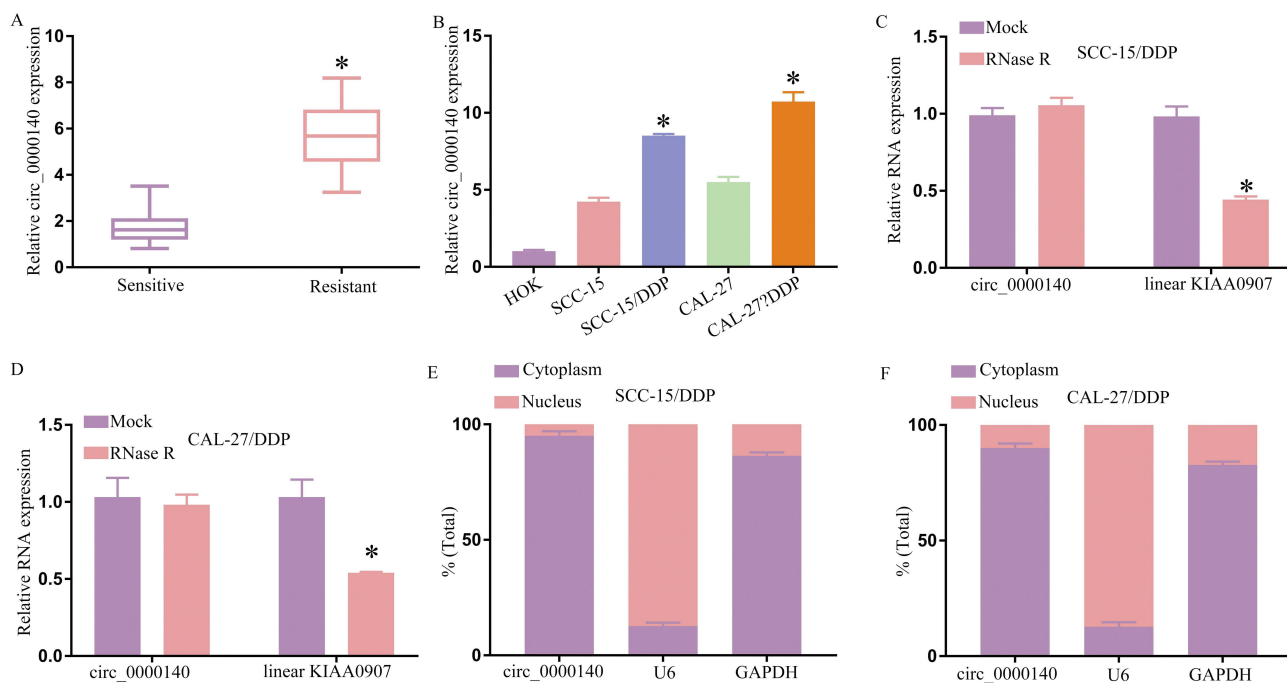 A
Relative circ_0000140 expression
10
8
6
4
2
0
*
Sensitive
Resistant
B
Relative circ_0000140 expression
15
10
5
0
*
*
HOK
SCC-15
SCC-15/DDP
CAL-27
CAL-27?DDP
C
Mock
RNase R
SCC-15/DDP
Relative RNA expression
1.5
1.0
0.5
0.0
*
circ_0000140
linear KIAA0907
D
Mock
RNase R
CAL-27/DDP
Relative RNA expression
1.5
1.0
0.5
0.0
*
circ_0000140
linear KIAA0907
E
Cytoplasm
Nucleus
SCC-15/DDP
% (Total)
100
50
0
circ_0000140
U6
GAPDH
F
Cytoplasm
Nucleus
CAL-27/DDP
% (Total)
100
50
0
circ_0000140
U6
GAPDH